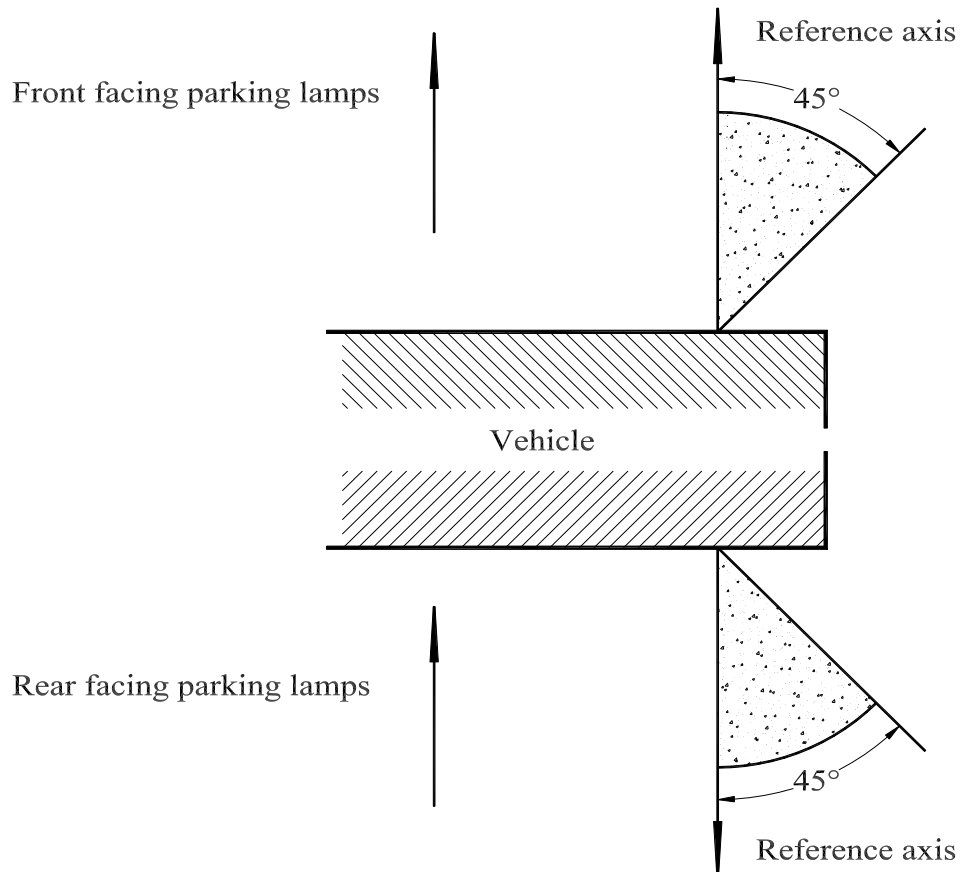 Reference axis
Front facing parking lamps
45°
Vehicle
Rear facing parking lamps
45°
Reference axis